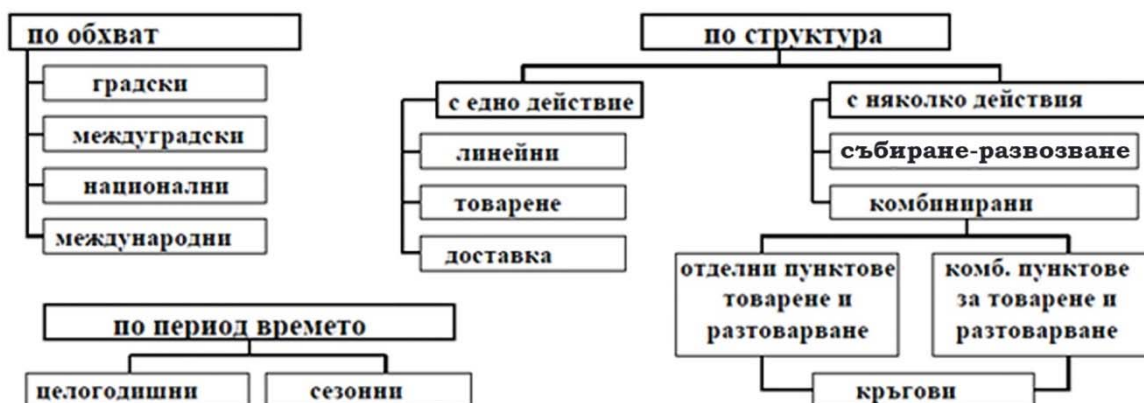 по обхват
градски
междуградски
национални
международни
по структура
с едно действие
линейни
товарене
доставка
с няколко действия
събиране-развозване
комбинирани
отделни пунктове
товарене и
разтоварване
комб. пунктове
за товарене и
разтоварване
кръгови
по период времето
целогодишни
сезонни